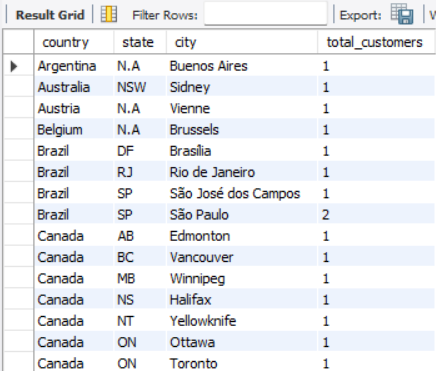 Result Grid Filter Rows: Export:
country state city total_customers
Argentina N.A Buenos Aires 1
Australia NSW Sidney 1
Austria N.A Vienne 1
Belgium N.A Brussels 1
Brazil DF Brasília 1
Brazil RJ Rio de Janeiro 1
Brazil SP São José dos Campos 1
Brazil SP São Paulo 2
Canada AB Edmonton 1
Canada BC Vancouver 1
Canada MB Winnipeg 1
Canada NS Halifax 1
Canada NT Yellowknife 1
Canada ON Ottawa 1
Canada ON Toronto 1